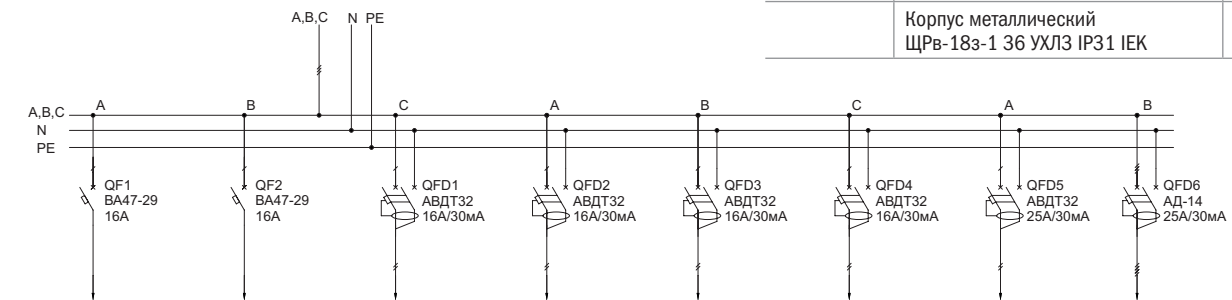 A,B,C N PE
Корпус металлический
ЩРв-18з-1 36 УХЛ3 IP31 IEK
A,B,C
A
B
C
A
B
C
A
B
N
PE
QF1
ВА47-29
16А
QF2
ВА47-29
16А
QFD1
АВДТ32
16А/30мА
QFD2
АВДТ32
16А/30мА
QFD3
АВДТ32
16А/30мА
QFD4
АВДТ32
16А/30мА
QFD5
АВДТ32
25А/30мА
QFD6
АД-14
25А/30мА